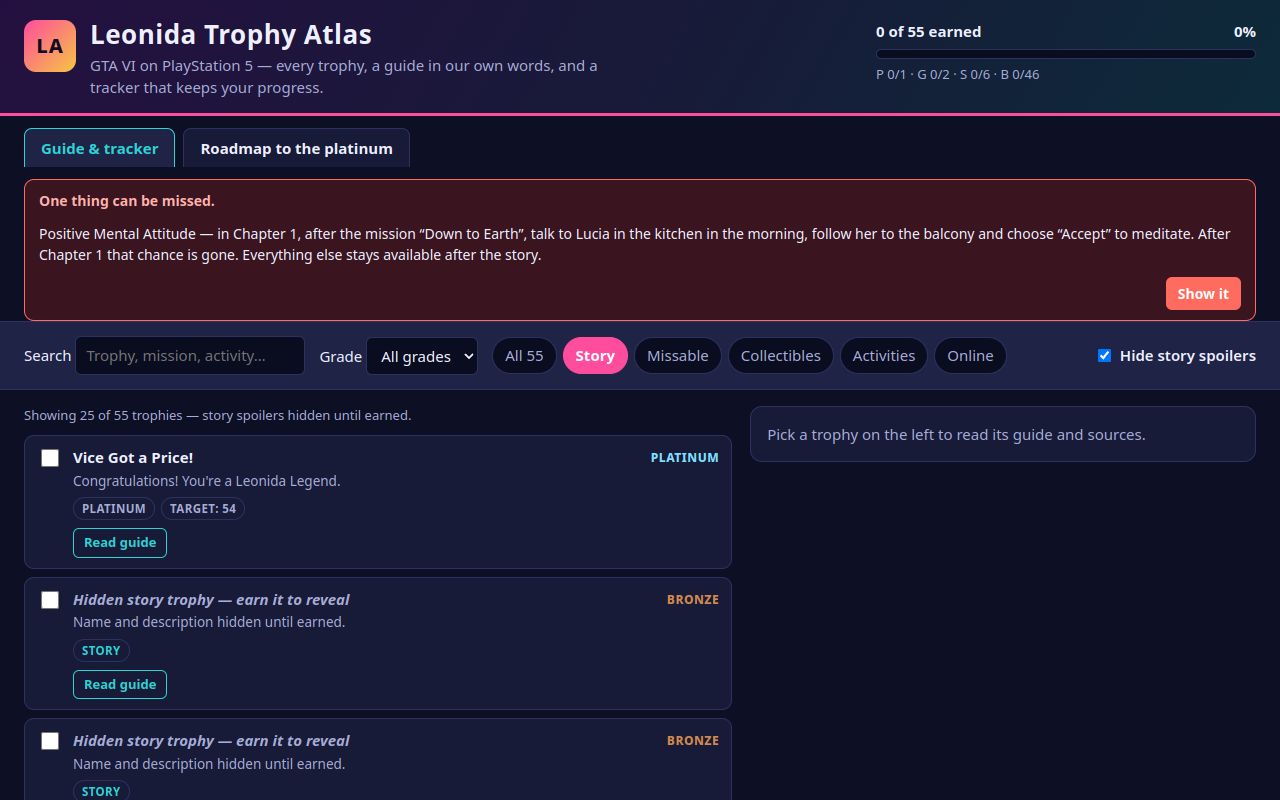 LA
Leonida Trophy Atlas
GTA VI on PlayStation 5 — every trophy, a guide in our own words, and a
tracker that keeps your progress.
0 of 55 earned 0%
P 0/1 · G 0/2 · S 0/6 · B 0/46
Guide & tracker
Roadmap to the platinum
One thing can be missed.
Positive Mental Attitude — in Chapter 1, after the mission “Down to Earth”, talk to Lucia in the kitchen in the morning, follow her to the balcony and choose “Accept” to meditate. After
Chapter 1 that chance is gone. Everything else stays available after the story.
Show it
Search Trophy, mission, activity... Grade All grades All 55 Story Missable Collectibles Activities Online Hide story spoilers
Showing 25 of 55 trophies — story spoilers hidden until earned.
Vice Got a Price! PLATINUM
Congratulations! You're a Leonida Legend.
PLATINUM TARGET: 54
Read guide
Hidden story trophy — earn it to reveal BRONZE
Name and description hidden until earned.
STORY
Read guide
Hidden story trophy — earn it to reveal BRONZE
Name and description hidden until earned.
STORY
Pick a trophy on the left to read its guide and sources.